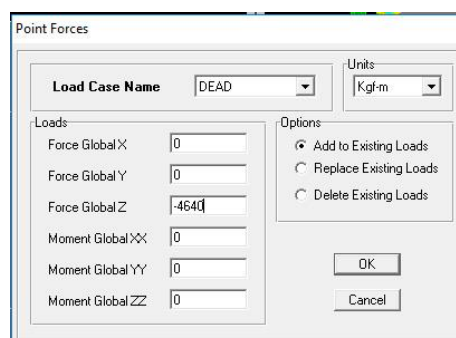 Point Forces
Load Case Name DEAD
Units
Kgf-m
Loads
Force Global X 0
Force Global Y 0
Force Global Z -4640
Moment Global XX 0
Moment Global YY 0
Moment Global ZZ 0
Options
Add to Existing Loads
Replace Existing Loads
Delete Existing Loads
OK
Cancel